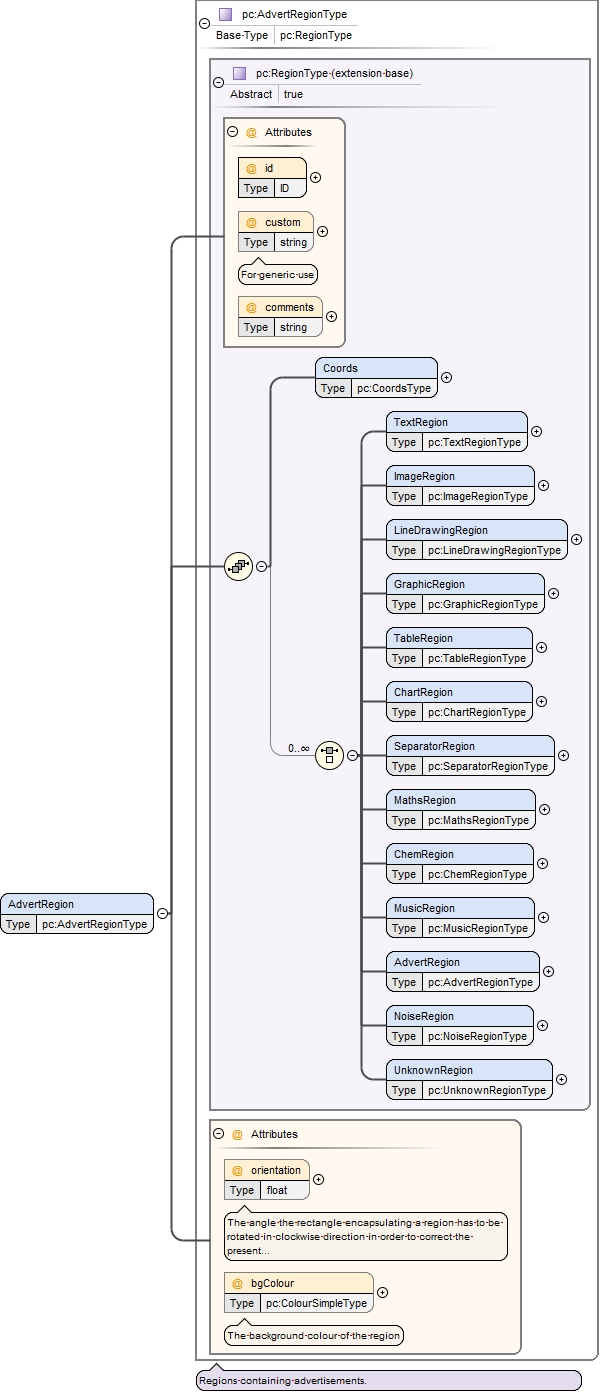 pc:AdvertRegionType
Base-Type pc:RegionType
pc:RegionType-(extension-base)
Abstract true
@ Attributes
@ id
Type ID
@ custom
Type string
For-generic-use
@ comments
Type string
Coords
Type pc:CoordsType
TextRegion
Type pc:TextRegionType
ImageRegion
Type pc:ImageRegionType
LineDrawingRegion
Type pc:LineDrawingRegionType
GraphicRegion
Type pc:GraphicRegionType
TableRegion
Type pc:TableRegionType
ChartRegion
Type pc:ChartRegionType
0..∞
SeparatorRegion
Type pc:SeparatorRegionType
MathsRegion
Type pc:MathsRegionType
ChemRegion
Type pc:ChemRegionType
MusicRegion
Type pc:MusicRegionType
AdvertRegion
Type pc:AdvertRegionType
AdvertRegion
Type pc:AdvertRegionType
NoiseRegion
Type pc:NoiseRegionType
UnknownRegion
Type pc:UnknownRegionType
@ Attributes
@ orientation
Type float
The-angle-the-rectangle-encapsulating-a-region-has-to-be-
rotated-in-clockwise-direction-in-order-to-correct-the-
present...
@ bgColour
Type pc:ColourSimpleType
The-background-colour-of-the-region
Regions-containing-advertisements.